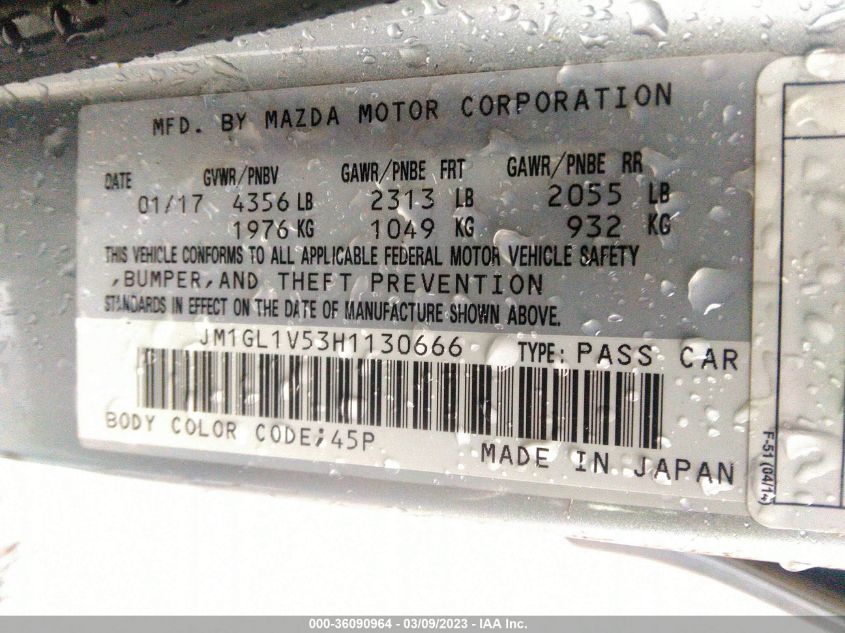 MFD. BY MAZDA MOTOR CORPORATION
DATE GVWR/PNBV GAWR/PNBE FRT GAWR/PNBE RR
01/17 4356 LB 2313 LB 2055 LB
1976 KG 1049 KG 932 KG
THIS VEHICLE CONFORMS TO ALL APPLICABLE FEDERAL MOTOR VEHICLE SAFETY
,BUMPER,AND THEFT PREVENTION
STANDARDS IN EFFECT ON THE DATE OF MANUFACTURE SHOWN ABOVE.
JM1GL1V53H1130666 TYPE: PASS CAR
BODY COLOR CODE;45P
MADE IN JAPAN
F-51 (04/14)
000-36090964 - 03/09/2023 - IAA Inc.